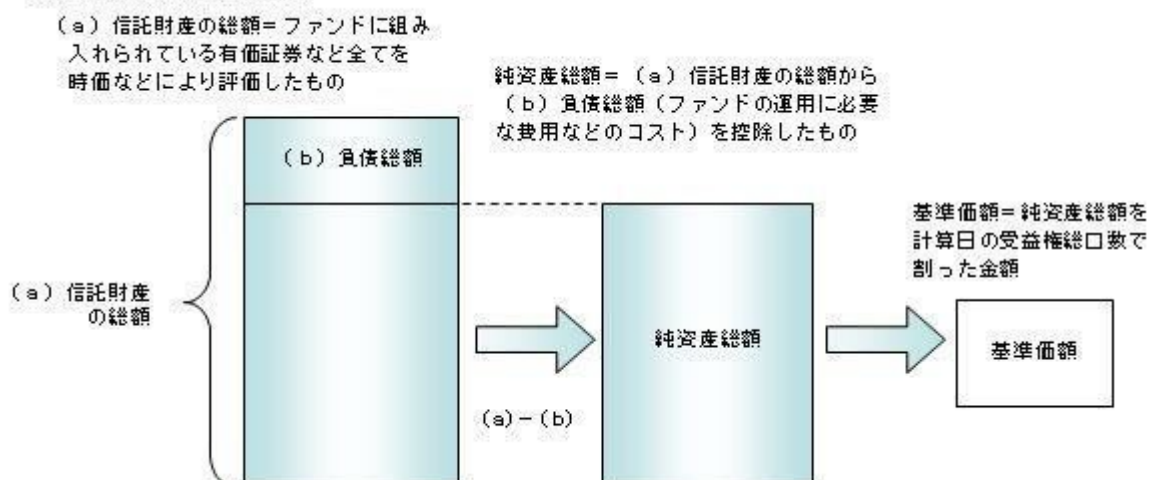 (a)信託財産の総額=ファンドに組み
入れられている有価証券など全てを
時価などにより評価したもの
純資産総額=(a)信託財産の総額から
(b)負債総額(ファンドの運用に必要
な費用などのコスト)を控除したもの
(b)負債総額
基準価額=純資産総額を
計算日の受益権総口数で
割った金額
(a)信託財産
の総額
純資産総額
基準価額
(a)-(b)